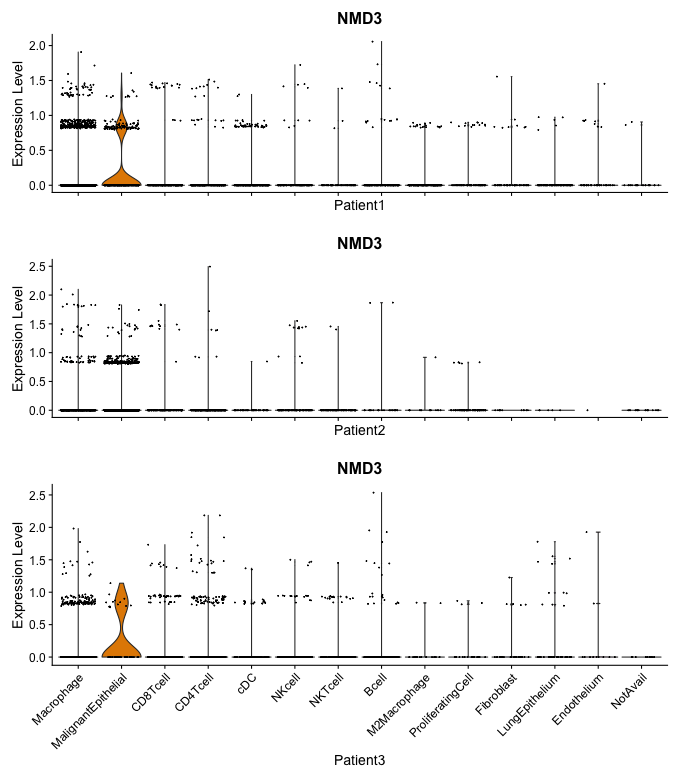 NMD3
Expression Level
2.0
1.5
1.0
0.5
0.0
Patient1
NMD3
Expression Level
2.5
2.0
1.5
1.0
0.5
0.0
Patient2
NMD3
Expression Level
2.5
2.0
1.5
1.0
0.5
0.0
Macrophage
MalignantEpithelial
CD8Tcell
CD4Tcell
cDC
NKcell
NKTcell
Bcell
M2Macrophage
ProliferatingCell
Fibroblast
LungEpithelium
Endothelium
NotAvail
Patient3